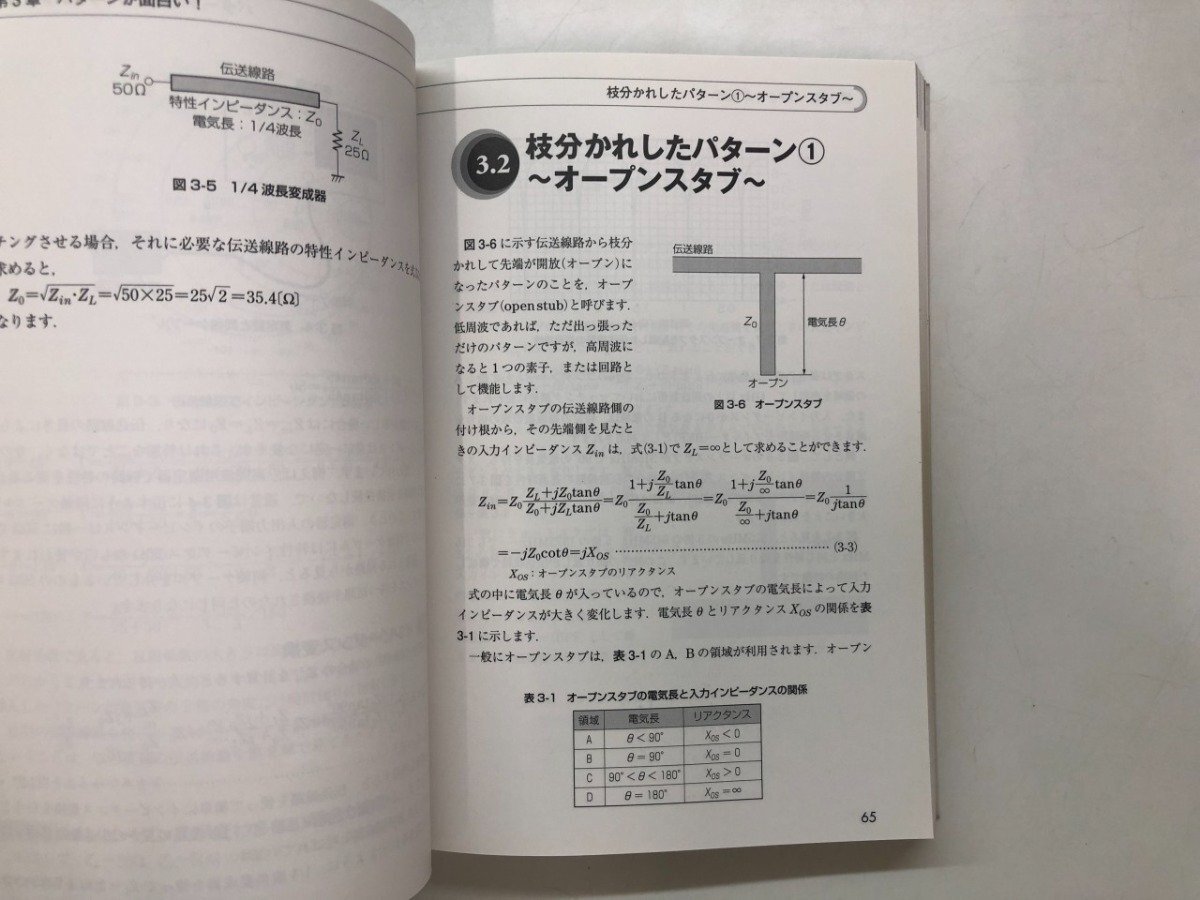 第3章 パターンが面白い!
Zin
50Ω
伝送線路
特性インピーダンス:Z0
電気長:1/4波長
ZL
25Ω
図3-5 1/4波長変成器
チングさせる場合,それに必要な伝送線路の特性インピーダンスを
求めると,
Z0=√Zin・ZL=√50×25=25√2=35.4〔Ω〕
なります.
枝分かれしたパターン①〜オープンスタブ〜
3.2
枝分かれしたパターン①
〜オープンスタブ〜
図3-6に示す伝送線路から枝分
かれして先端が開放(オープン)に
なったパターンのことを,オープ
ンスタブ(open stub)と呼びます.
低周波であれば,ただ出っ張った
だけのパターンですが,高周波に
なると1つの素子,または回路と
して機能します.
オープンスタブの伝送線路側の
付け根から,その先端側を見たと
伝送線路
Z0
電気長θ
オープン
図3-6 オープンスタブ
きの入力インピーダンスZinは,式(3-1)でZL=∞として求めることができます.
Zin=Z0 (ZL+jZ0tanθ)/(Z0+jZLtanθ)=Z0 (1+j(Z0/ZL)tanθ)/((Z0/ZL)+jtanθ)=Z0 (1+j(Z0/∞)tanθ)/((Z0/∞)+jtanθ)=Z0 1/(jtanθ)
=-jZ0cotθ=jXOS ……………………………………………… (3-3)
XOS:オープンスタブのリアクタンス
式の中に電気長θが入っているので,オープンスタブの電気長によって入力
インピーダンスが大きく変化します.電気長θとリアクタンスXOSの関係を表
3-1に示します.
一般にオープンスタブは,表3-1のA,Bの領域が利用されます.オープン
表3-1 オープンスタブの電気長と入力インピーダンスの関係
領域 電気長 リアクタンス
A θ<90° XOS<0
B θ=90° XOS=0
C 90°<θ<180° XOS>0
D θ=180° XOS=∞
65